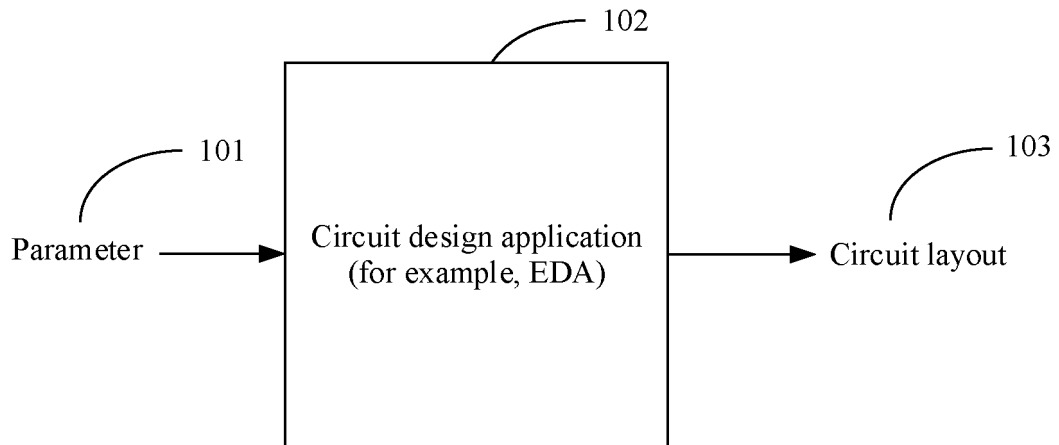 102
101
103
Parameter
Circuit design application
(for example, EDA)
Circuit layout